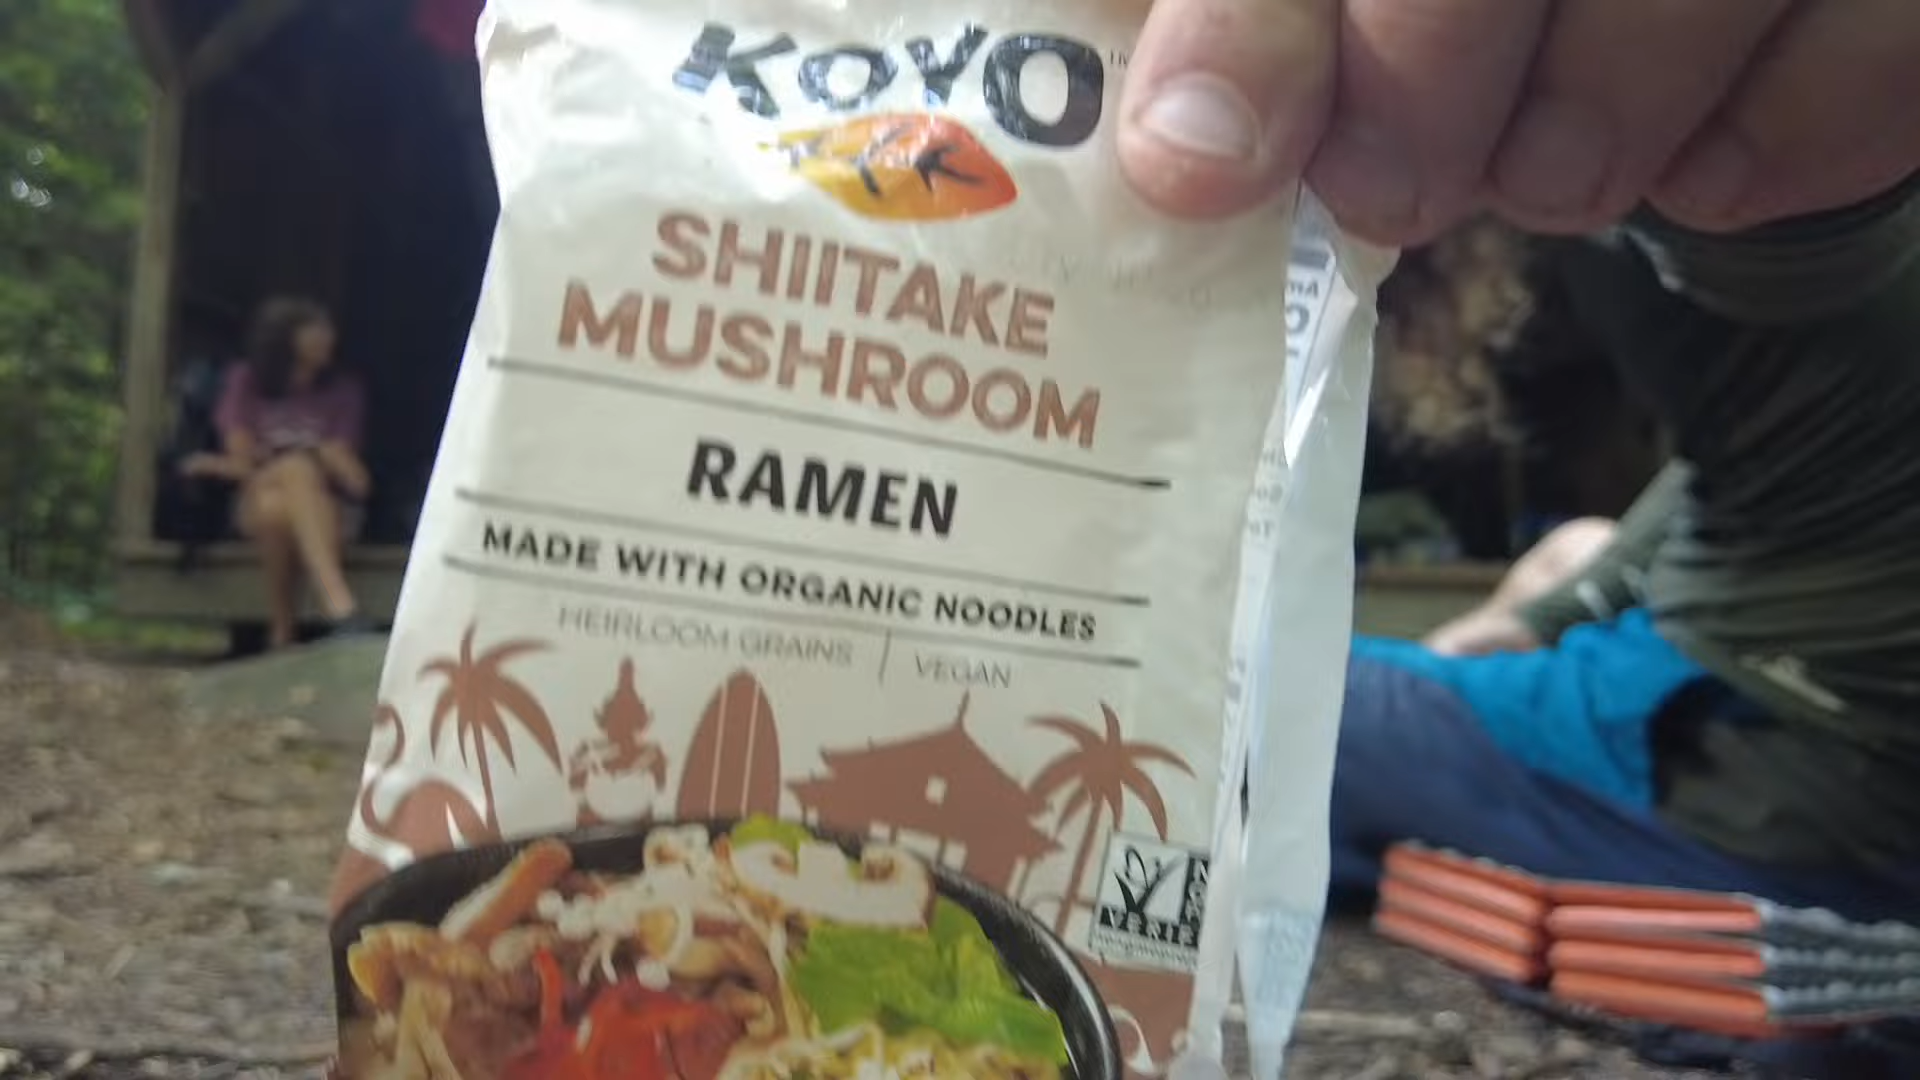 KOYO
SHIITAKE
MUSHROOM
RAMEN
MADE WITH ORGANIC NOODLES
HEIRLOOM GRAINS | VEGAN